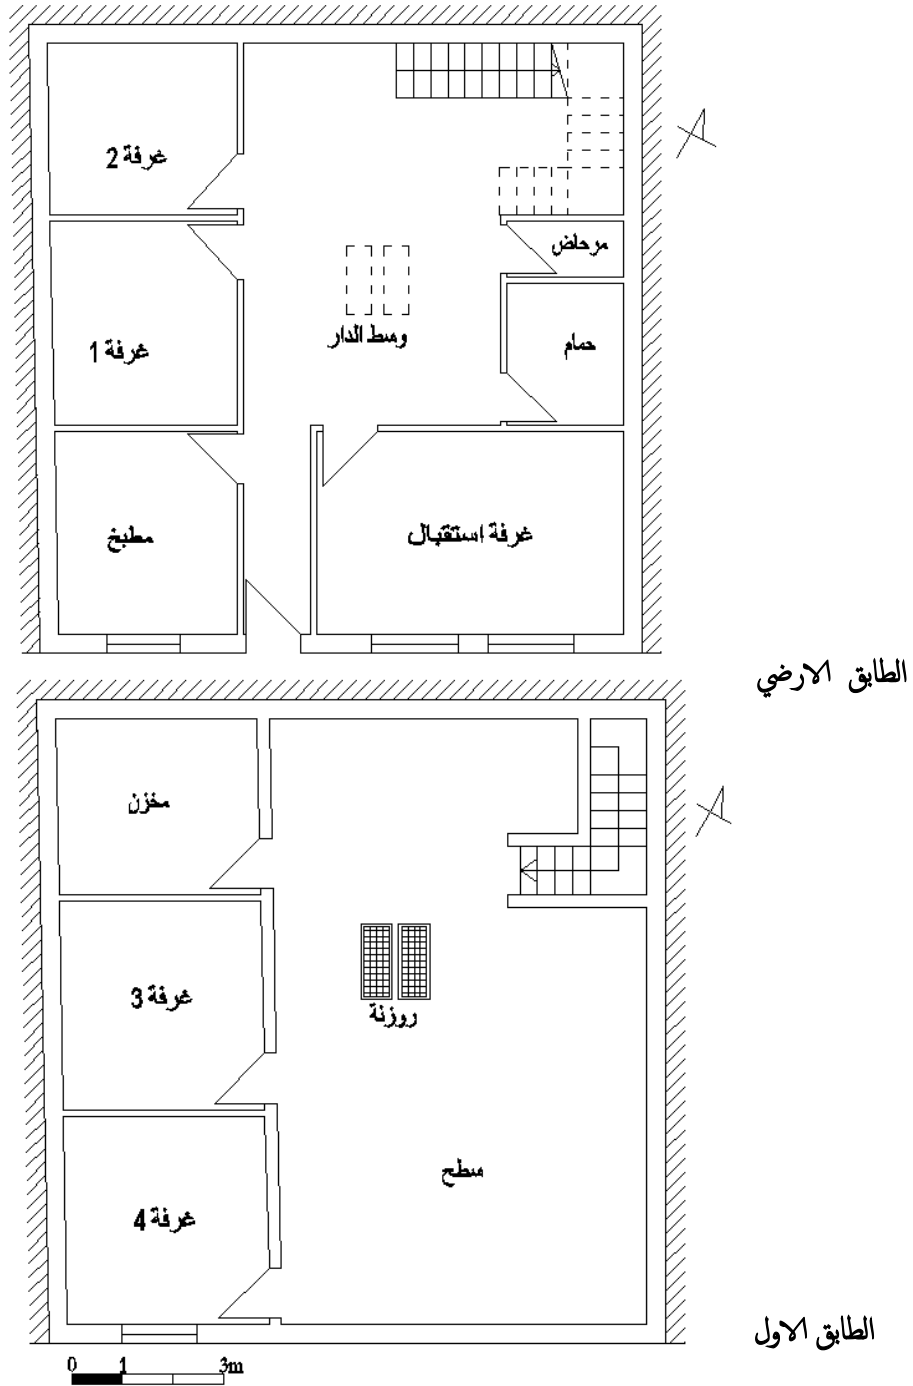 غرفة 2
مرحاض
وسط الدار
غرفة 1
حمام
مطبخ
غرفة استقبال
الطابق الارضي
مخزن
غرفة 3
روزنة
سطح
غرفة 4
الطابق الاول
0 1 3m